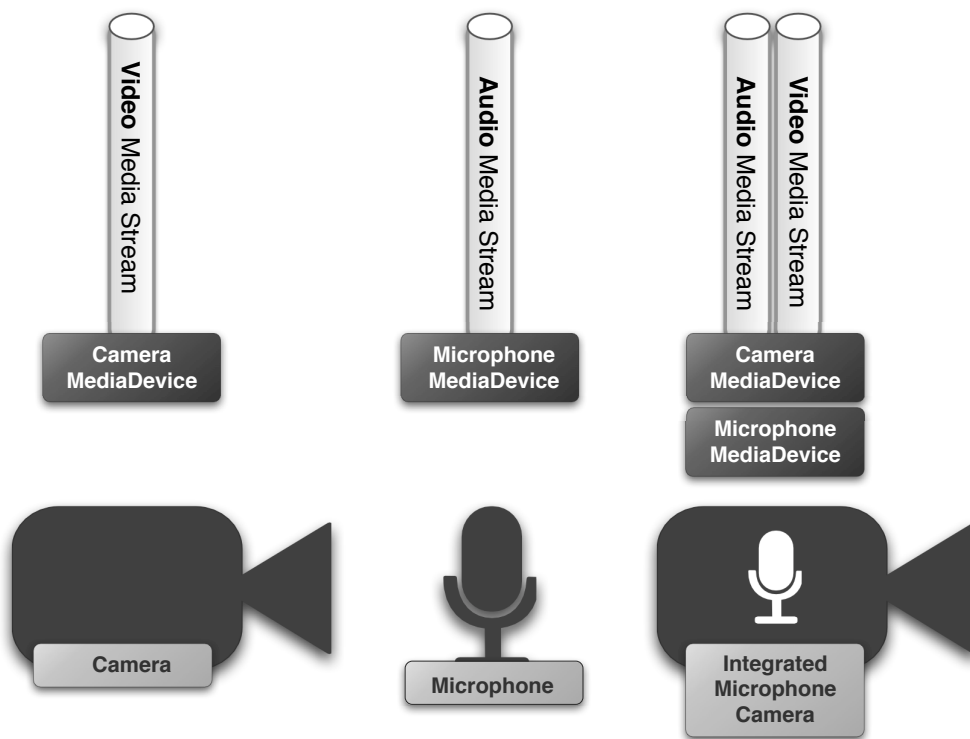 Video Media Stream
Audio Media Stream
Audio Media Stream
Video Media Stream
Camera
MediaDevice
Microphone
MediaDevice
Camera
MediaDevice
Microphone
MediaDevice
Camera
Microphone
Integrated
Microphone
Camera